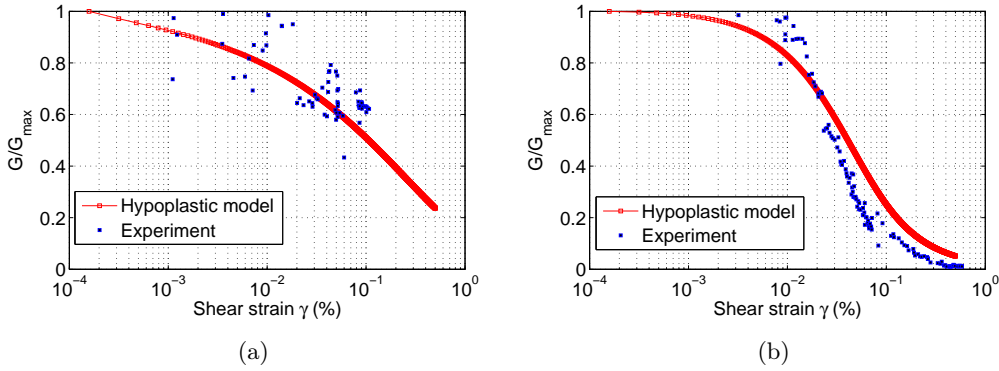 1
0.8
0.6
0.4
0.2
0
G/G_max
10^-4
10^-3
10^-2
10^-1
10^0
Shear strain γ (%)
Hypoplastic model
Experiment
(a)
1
0.8
0.6
0.4
0.2
0
G/G_max
10^-4
10^-3
10^-2
10^-1
10^0
Shear strain γ (%)
Hypoplastic model
Experiment
(b)